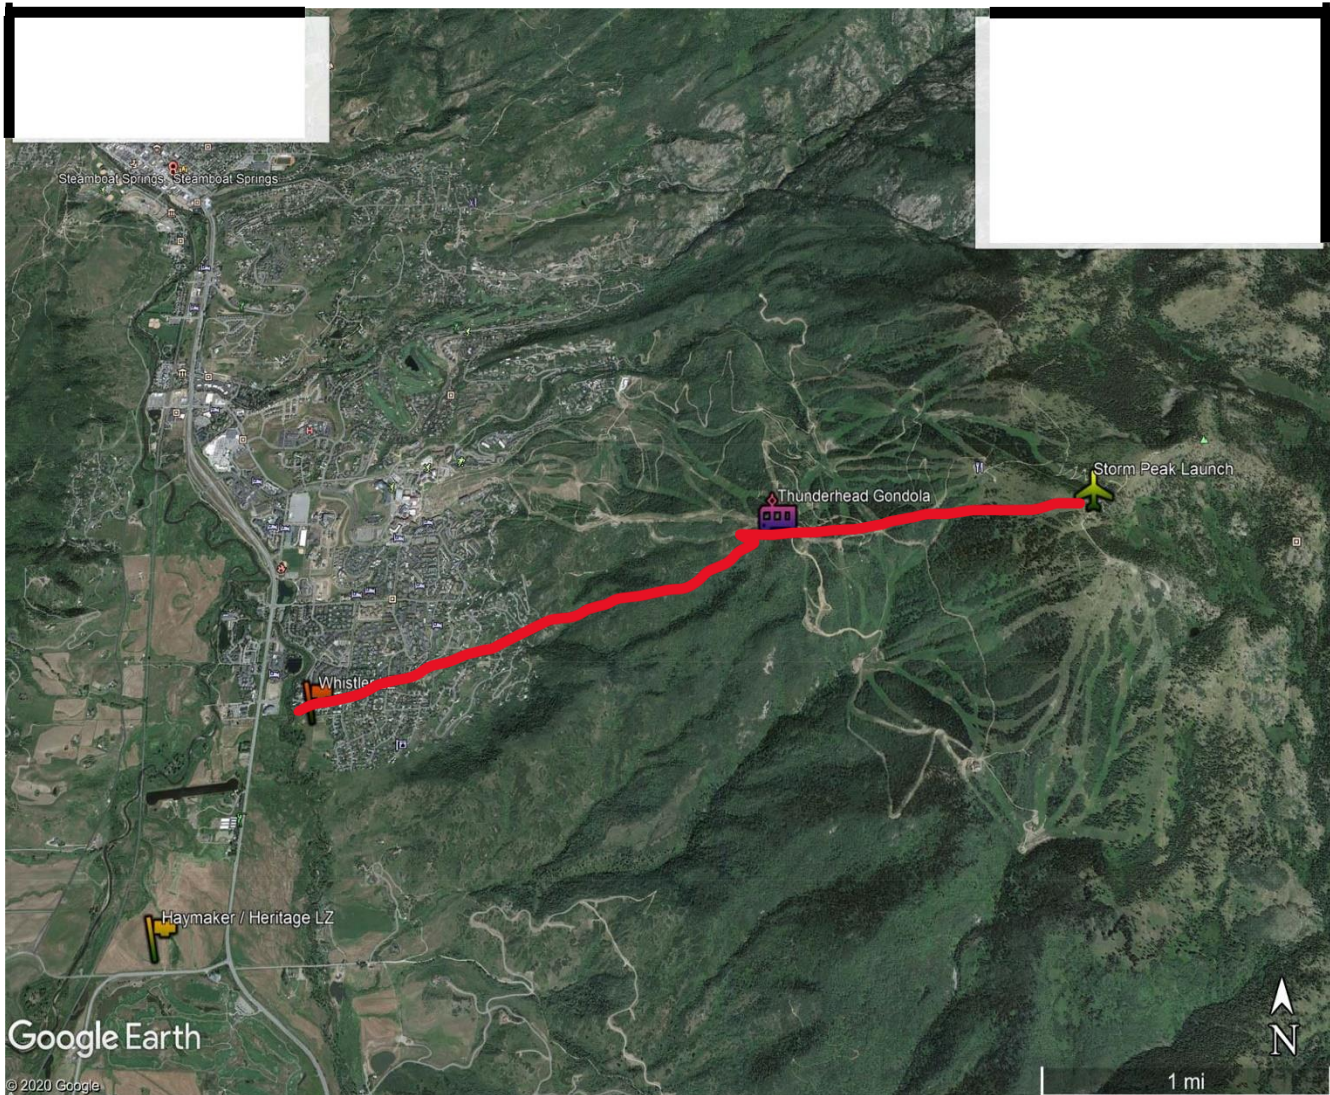 Steamboat Springs Steamboat Springs
Storm Peak Launch
Thunderhead Gondola
Whistler
Haymaker / Heritage LZ
Google Earth
N
© 2020 Google
1 mi